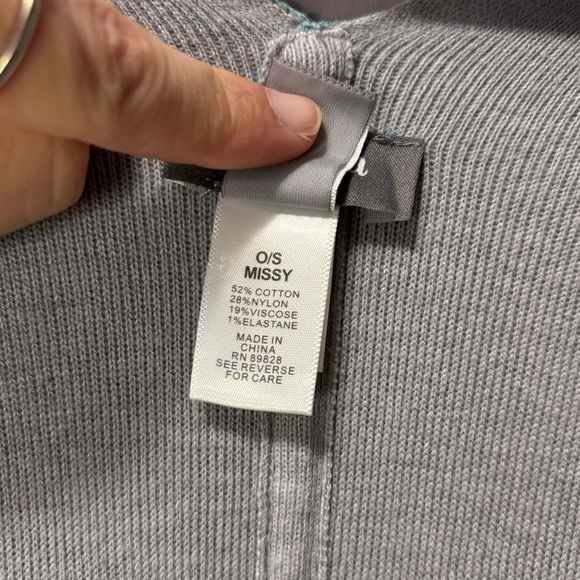 O/S
MISSY
52% COTTON
28%NYLON
19%VISCOSE
1%ELASTANE
MADE IN
CHINA
RN 89828
SEE REVERSE
FOR CARE